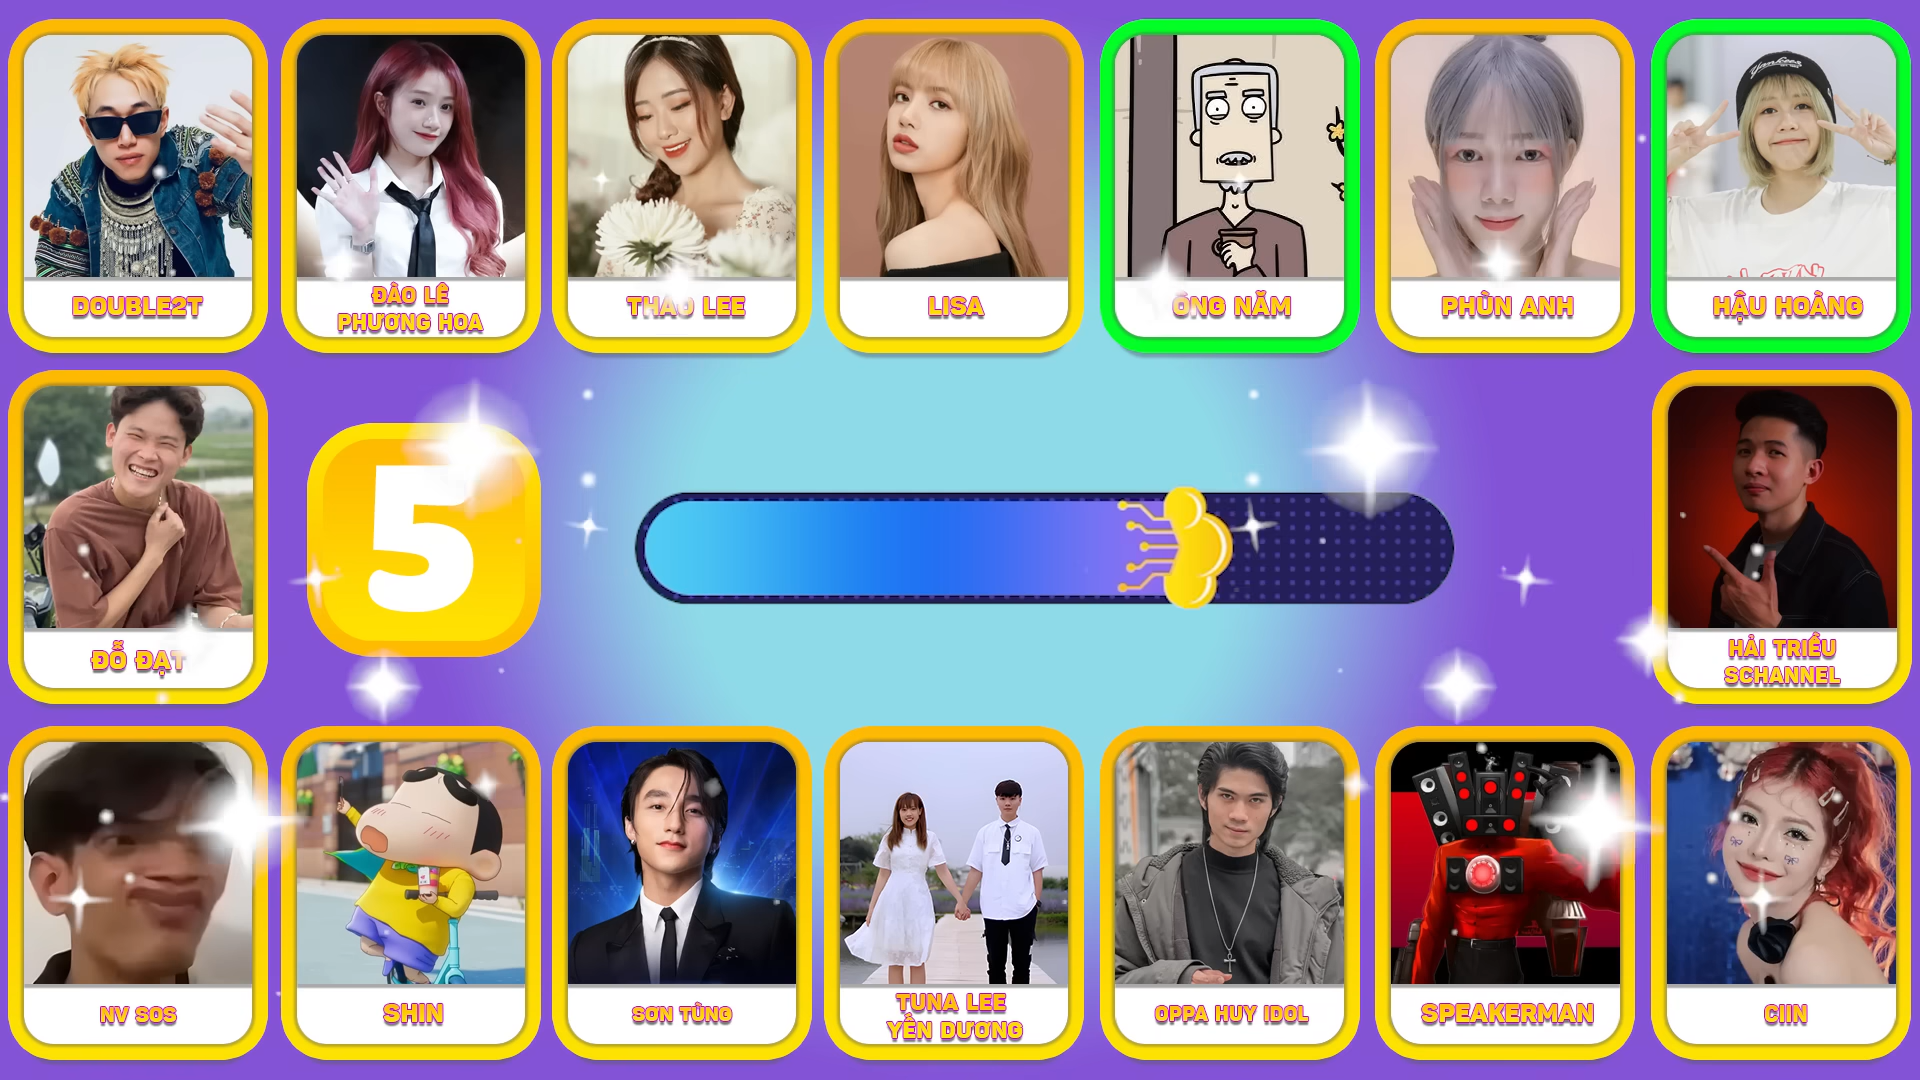 DOUBLE2T
ĐÀO LÊ
PHƯƠNG HOA
THẢO LEE
LISA
ÔNG NĂM
PHÙN ANH
Yankees
HẬU HOÀNG
ĐỖ ĐẠT
5
HẢI TRIỀU
SCHANNEL
NV SOS
SHIN
SƠN TÙNG
TUNA LEE
YẾN DƯƠNG
OPPA HUY IDOL
SPEAKERMAN
CIIN